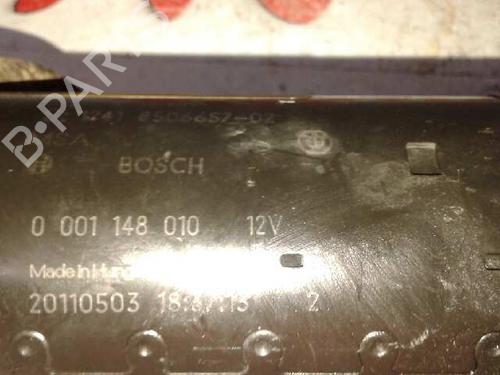 B-PARTS
8506657-02
BOSCH
0 001 148 010 12V
Made in Hun
20110503 2